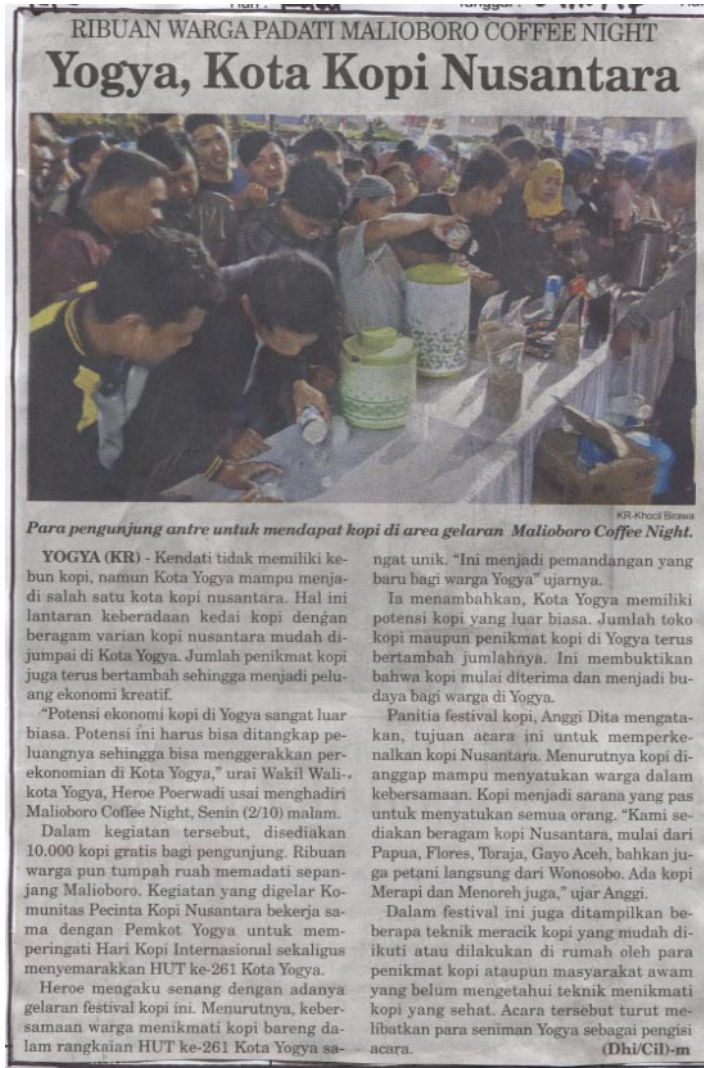 RIBUAN WARGA PADATI MALIOBORO COFFEE NIGHT
Yogya, Kota Kopi Nusantara
KR-Khocil Birawa
Para pengunjung antre untuk mendapat kopi di area gelaran Malioboro Coffee Night.
YOGYA (KR) - Kendati tidak memiliki ke-
bun kopi, namun Kota Yogya mampu menja-
di salah satu kota kopi nusantara. Hal ini
lantaran keberadaan kedai kopi dengan
beragam varian kopi nusantara mudah di-
jumpai di Kota Yogya. Jumlah penikmat kopi
juga terus bertambah sehingga menjadi pelu-
ang ekonomi kreatif.
"Potensi ekonomi kopi di Yogya sangat luar
biasa. Potensi ini harus bisa ditangkap pe-
luangnya sehingga bisa menggerakkan per-
ekonomian di Kota Yogya," urai Wakil Wali-
kota Yogya, Heroe Poerwadi usai menghadiri
Malioboro Coffee Night, Senin (2/10) malam.
Dalam kegiatan tersebut, disediakan
10.000 kopi gratis bagi pengunjung. Ribuan
warga pun tumpah ruah memadati sepan-
jang Malioboro. Kegiatan yang digelar Ko-
munitas Pecinta Kopi Nusantara bekerja sa-
ma dengan Pemkot Yogya untuk mem-
peringati Hari Kopi Internasional sekaligus
menyemarakkan HUT ke-261 Kota Yogya.
Heroe mengaku senang dengan adanya
gelaran festival kopi ini. Menurutnya, keber-
samaan warga menikmati kopi bareng da-
lam rangkaian HUT ke-261 Kota Yogya sa-
ngat unik. "Ini menjadi pemandangan yang
baru bagi warga Yogya" ujarnya.
Ia menambahkan, Kota Yogya memiliki
potensi kopi yang luar biasa. Jumlah toko
kopi maupun penikmat kopi di Yogya terus
bertambah jumlahnya. Ini membuktikan
bahwa kopi mulai diterima dan menjadi bu-
daya bagi warga di Yogya.
Panitia festival kopi, Anggi Dita mengata-
kan, tujuan acara ini untuk memperke-
nalkan kopi Nusantara. Menurutnya kopi di-
anggap mampu menyatukan warga dalam
kebersamaan. Kopi menjadi sarana yang pas
untuk menyatukan semua orang. "Kami se-
diakan beragam kopi Nusantara, mulai dari
Papua, Flores, Toraja, Gayo Aceh, bahkan ju-
ga petani langsung dari Wonosobo. Ada kopi
Merapi dan Menoreh juga," ujar Anggi.
Dalam festival ini juga ditampilkan be-
berapa teknik meracik kopi yang mudah di-
ikuti atau dilakukan di rumah oleh para
penikmat kopi ataupun masyarakat awam
yang belum mengetahui teknik menikmati
kopi yang sehat. Acara tersebut turut me-
libatkan para seniman Yogya sebagai pengisi
acara. (Dhi/Cil)-m